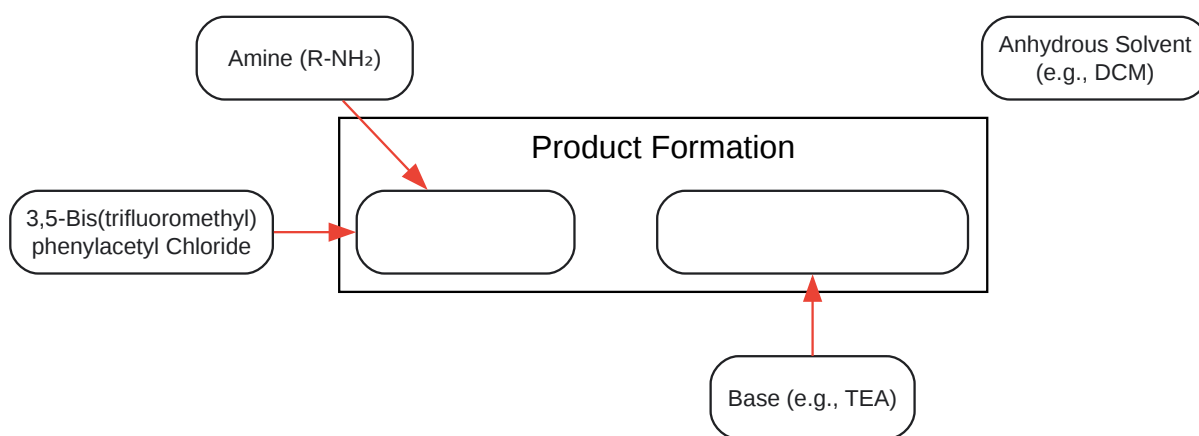 Amine (R-NH₂)
Anhydrous Solvent
(e.g., DCM)
Product Formation
3,5-Bis(trifluoromethyl)
phenylacetyl Chloride
Base (e.g., TEA)